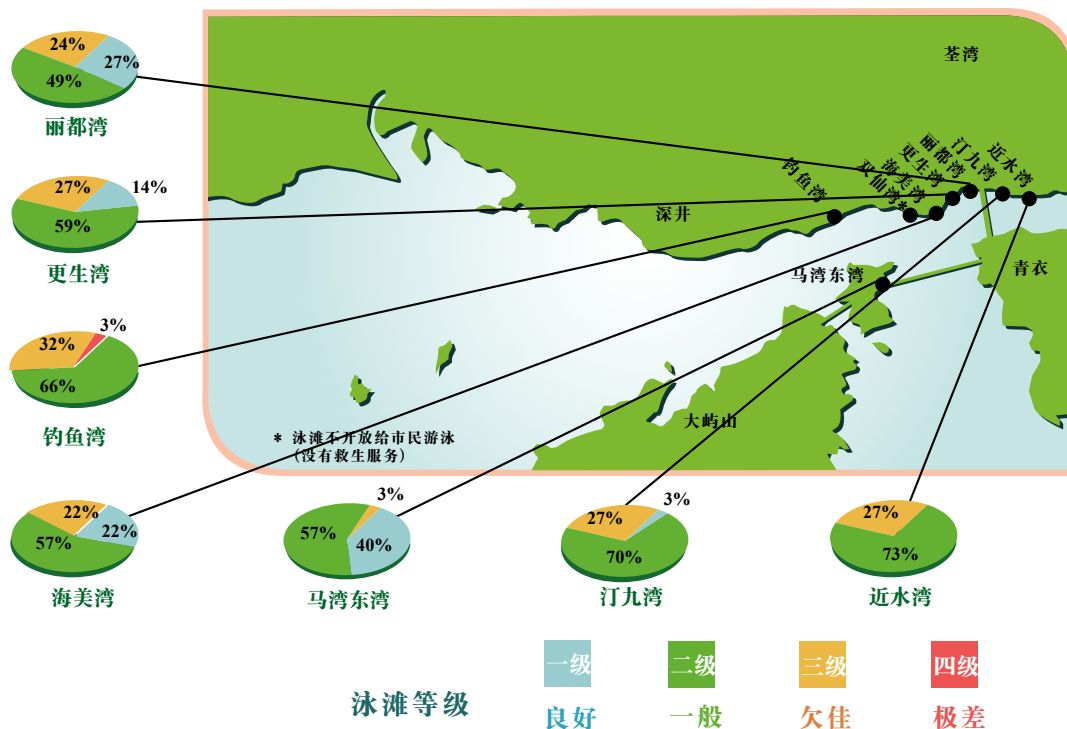 24%
27%
49%
丽都湾
27%
14%
59%
更生湾
3%
32%
66%
钓鱼湾
22%
22%
57%
海美湾
3%
57%
40%
马湾东湾
27%
3%
70%
汀九湾
27%
73%
近水湾
荃湾
钓鱼湾
双仙湾*
海美湾
更生湾
丽都湾
汀九湾
近水湾
深井
马湾东湾
青衣
大屿山
* 泳滩不开放给市民游泳
(没有救生服务)
泳滩等级
一级
二级
三级
四级
良好
一般
欠佳
极差